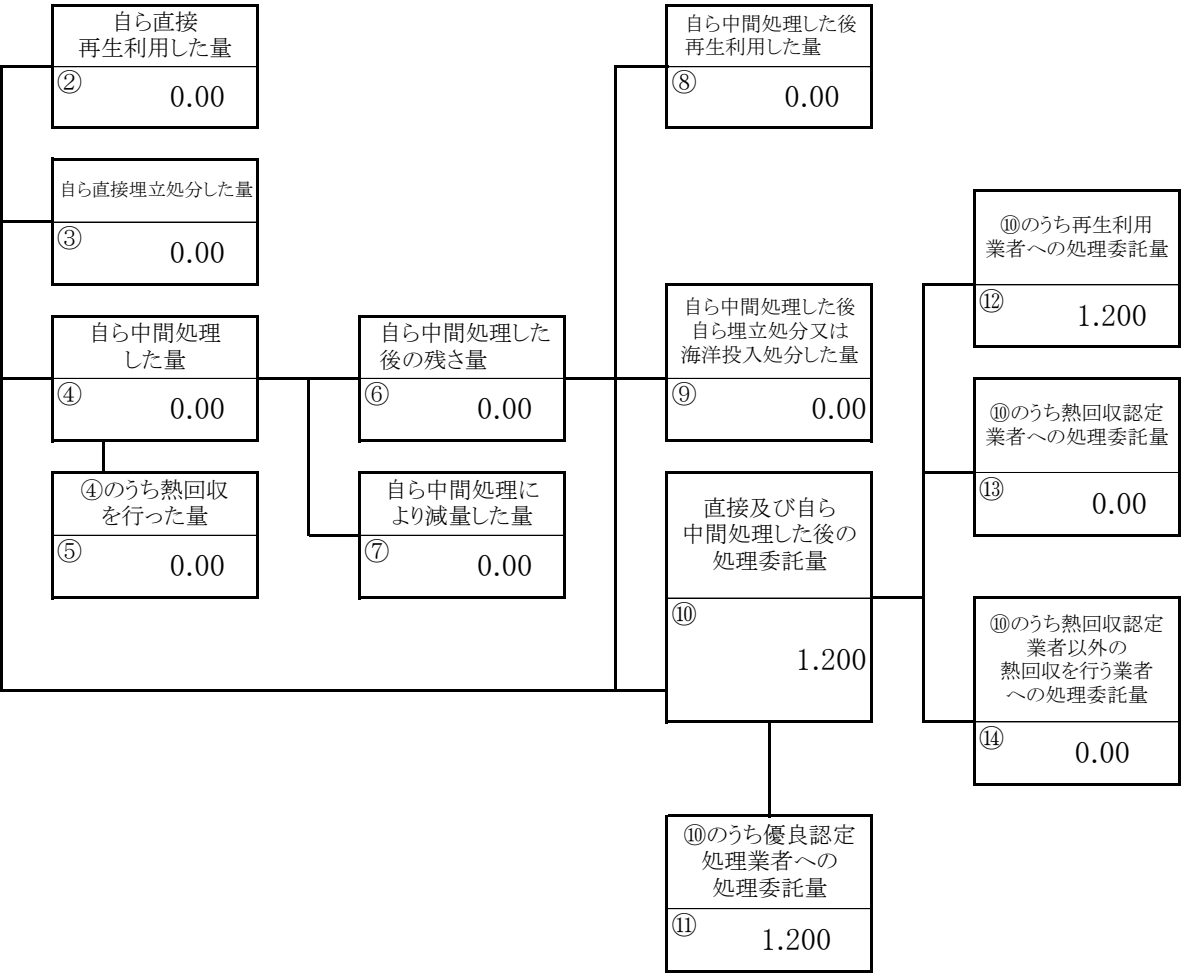 自ら直接
再生利用した量
②
0.00
自ら直接埋立処分した量
③
0.00
自ら中間処理
した量
④
0.00
④のうち熱回収
を行った量
⑤
0.00
自ら中間処理した
後の残さ量
⑥
0.00
自ら中間処理に
より減量した量
⑦
0.00
自ら中間処理した後
再生利用した量
⑧
0.00
自ら中間処理した後
自ら埋立処分又は
海洋投入処分した量
⑨
0.00
直接及び自ら
中間処理した後の
処理委託量
⑩
1.200
⑩のうち優良認定
処理業者への
処理委託量
⑪
1.200
⑩のうち再生利用
業者への処理委託量
⑫
1.200
⑩のうち熱回収認定
業者への処理委託量
⑬
0.00
⑩のうち熱回収認定
業者以外の
熱回収を行う業者
への処理委託量
⑭
0.00